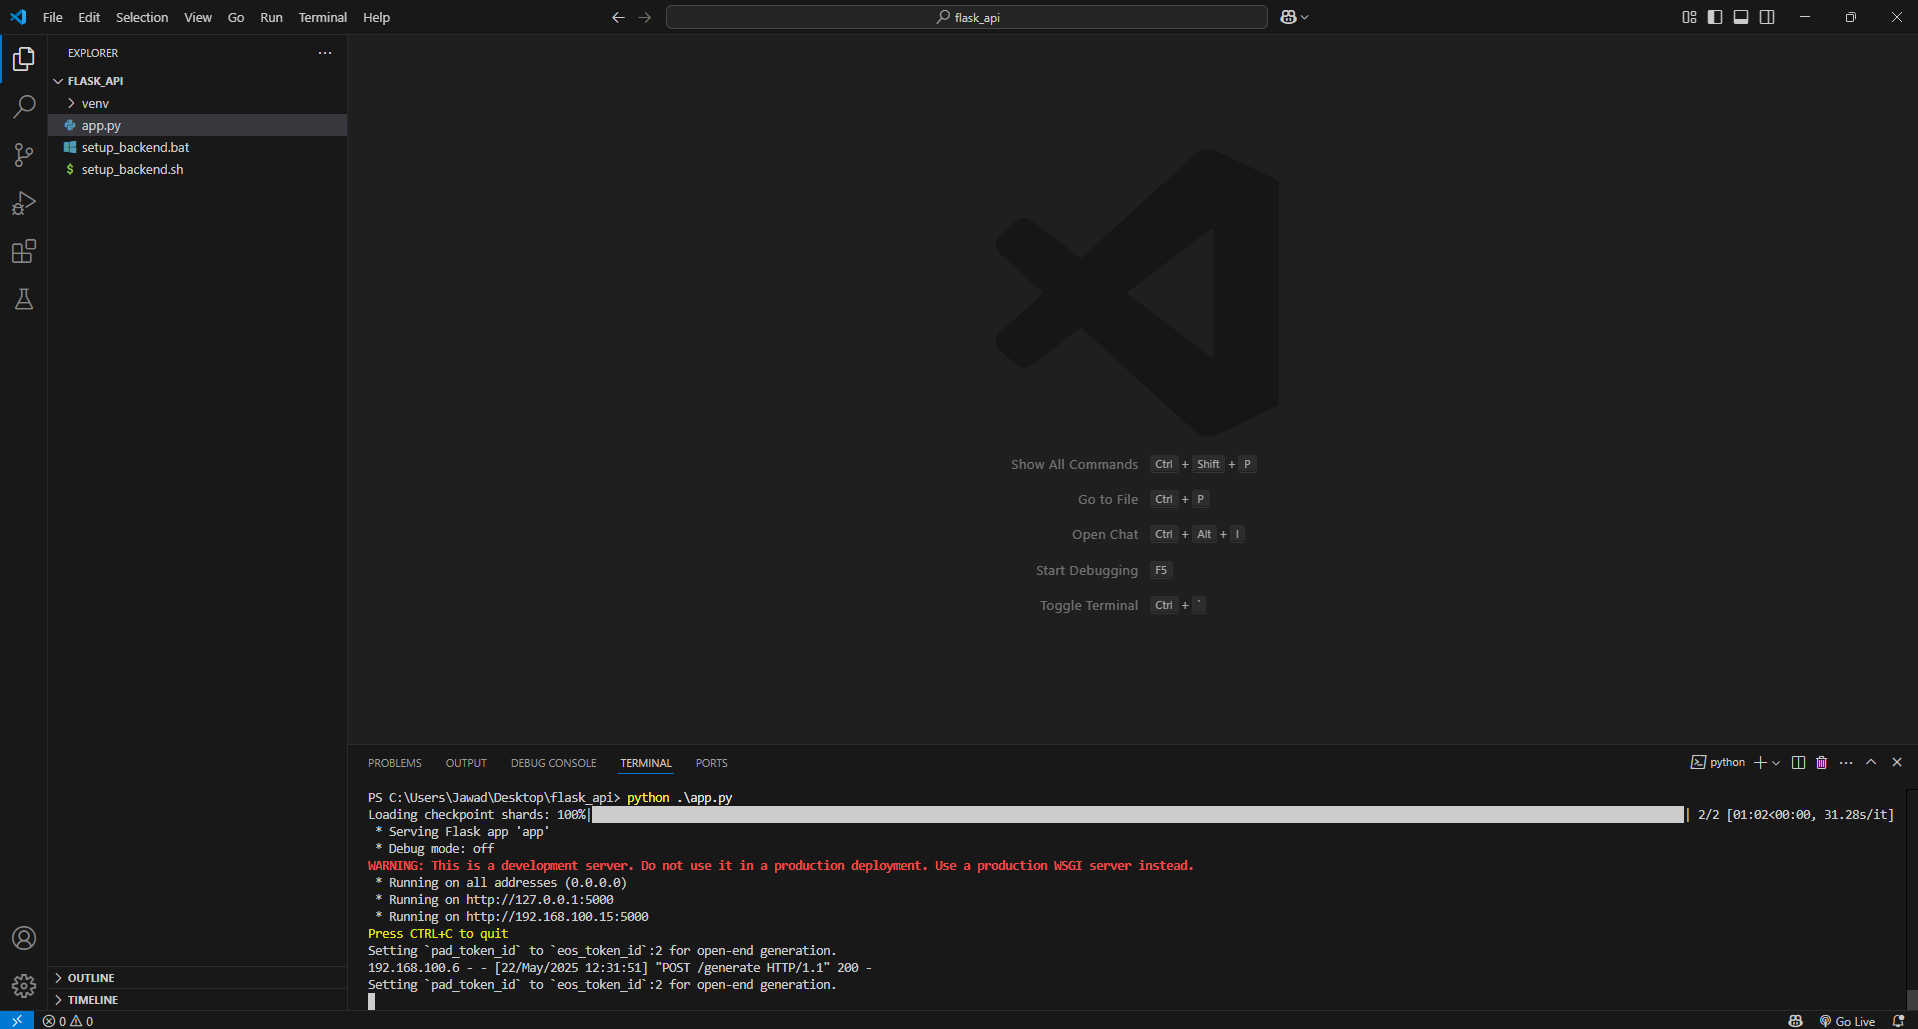 File Edit Selection View Go Run Terminal Help
flask_api
EXPLORER
FLASK_API
venv
app.py
setup_backend.bat
$ setup_backend.sh
Show All Commands Ctrl + Shift + P
Go to File Ctrl + P
Open Chat Ctrl + Alt + I
Start Debugging F5
Toggle Terminal Ctrl + `
PROBLEMS OUTPUT DEBUG CONSOLE TERMINAL PORTS
python
PS C:\Users\Jawad\Desktop\flask_api> python .\app.py
Loading checkpoint shards: 100%| | 2/2 [01:02<00:00, 31.28s/it]
* Serving Flask app 'app'
* Debug mode: off
WARNING: This is a development server. Do not use it in a production deployment. Use a production WSGI server instead.
* Running on all addresses (0.0.0.0)
* Running on http://127.0.0.1:5000
* Running on http://192.168.100.15:5000
Press CTRL+C to quit
Setting `pad_token_id` to `eos_token_id`:2 for open-end generation.
192.168.100.6 - - [22/May/2025 12:31:51] "POST /generate HTTP/1.1" 200 -
Setting `pad_token_id` to `eos_token_id`:2 for open-end generation.
OUTLINE
TIMELINE
0 0
Go Live